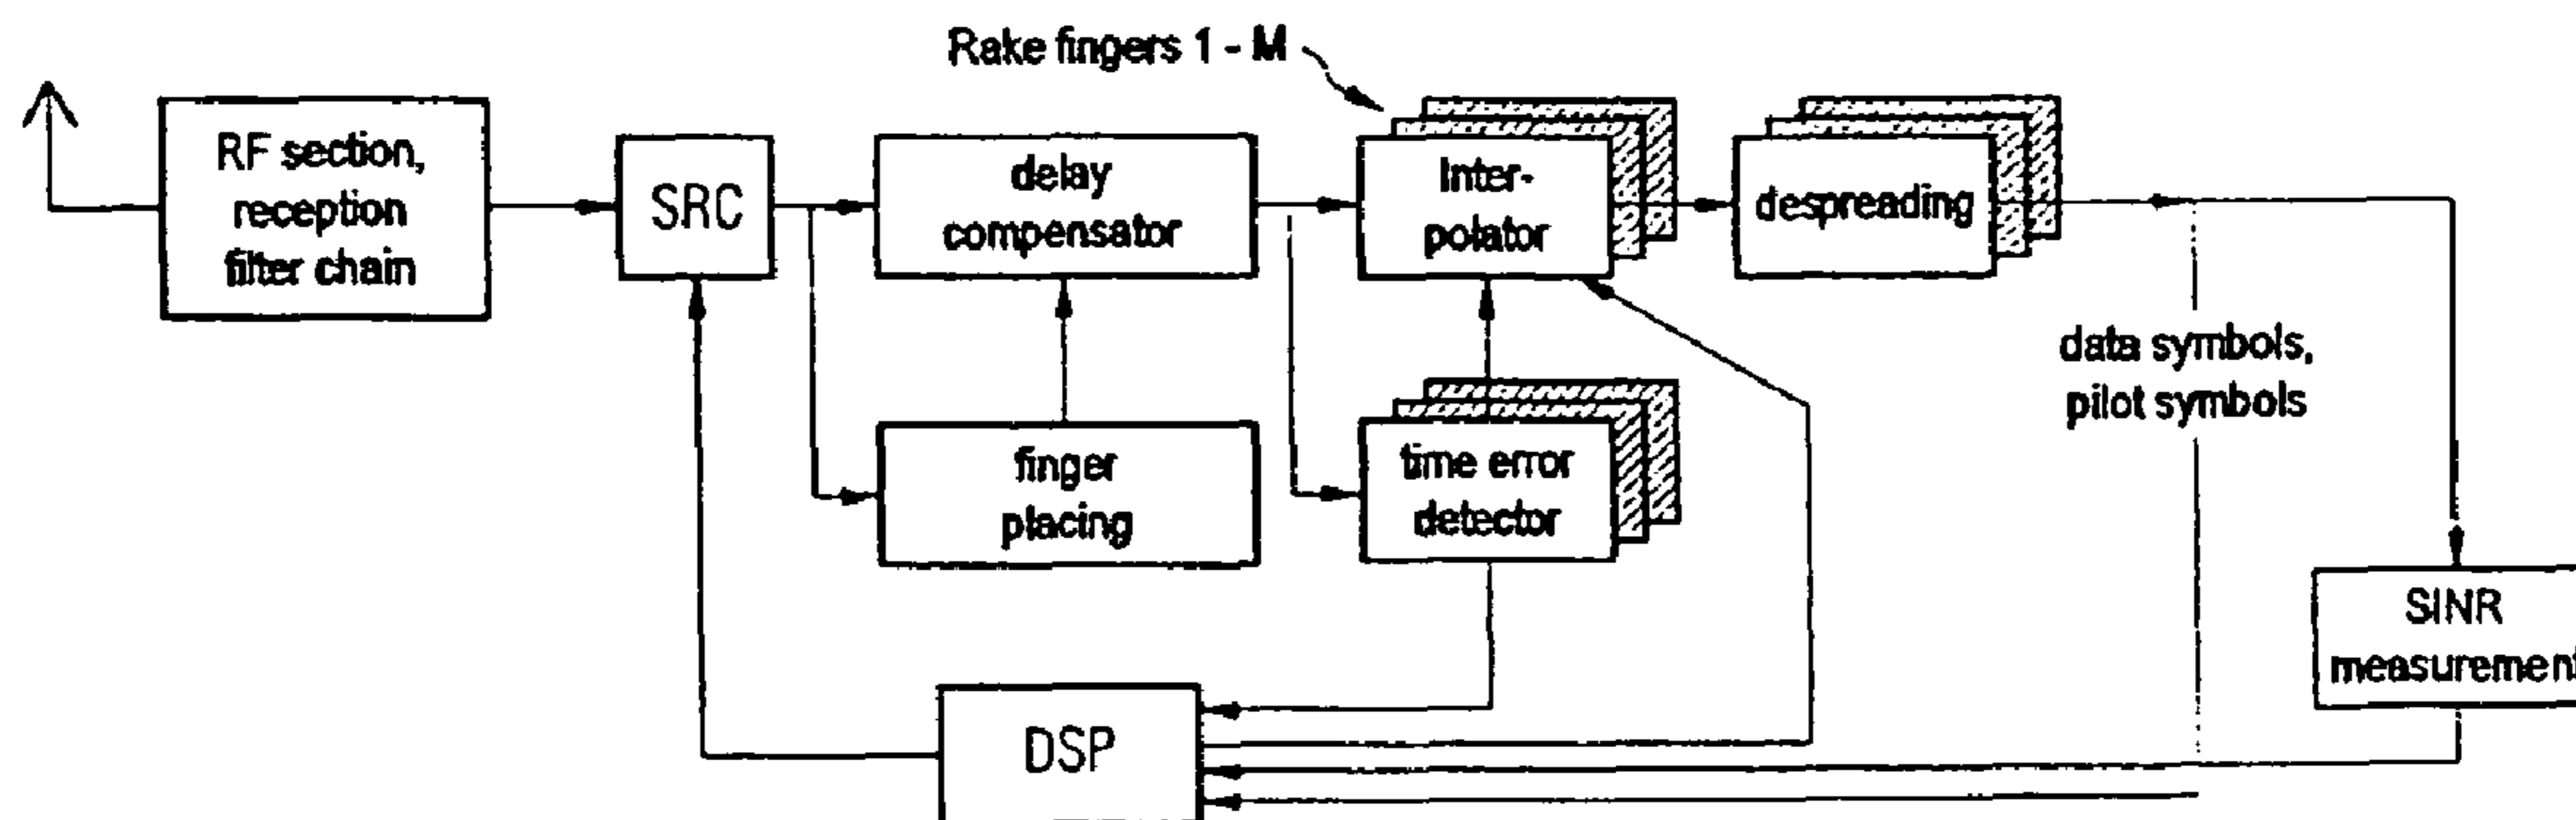 Rake fingers 1 - M
RF section,
reception
filter chain
SRC
delay
compensator
Inter-
polator
despreading
data symbols,
pilot symbols
finger
placing
time error
detector
SINR
measurement
DSP